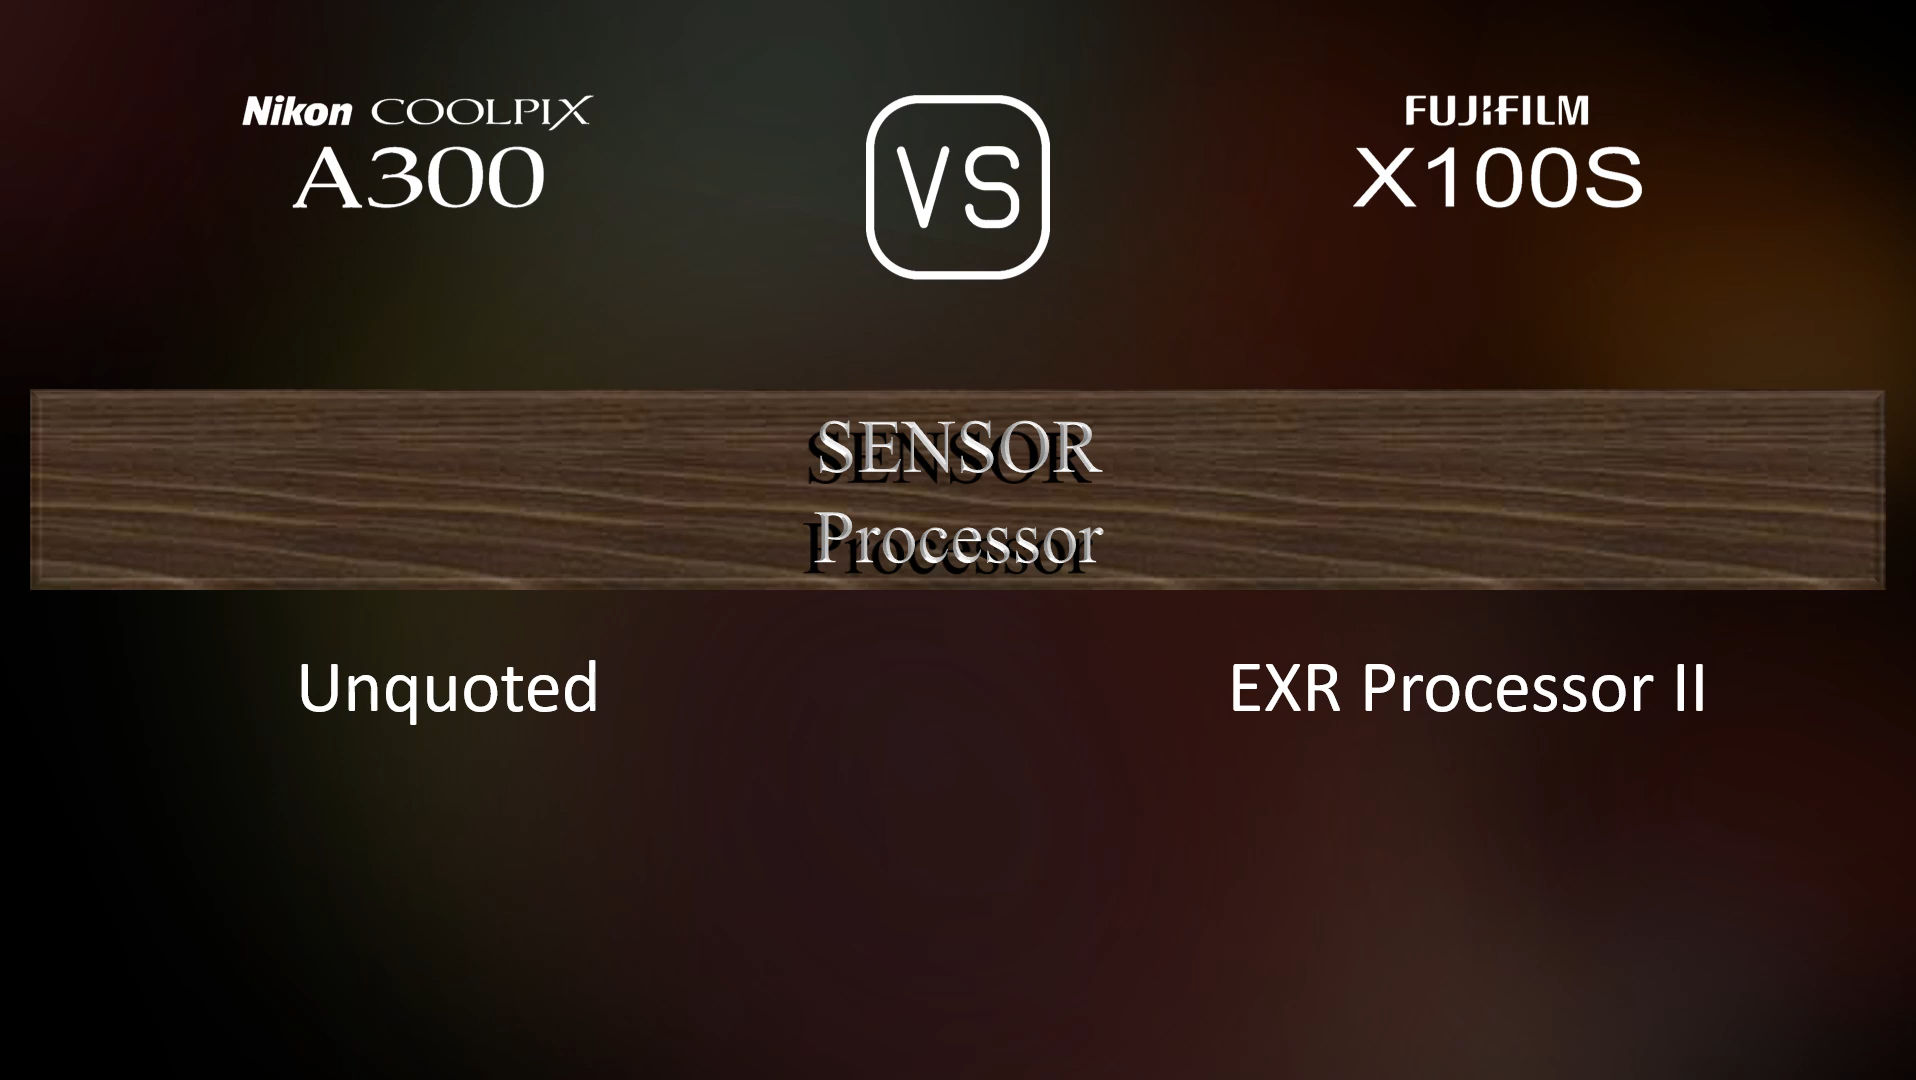 Nikon COOLPIX
A300
VS
FUJIFILM
X100S
SENSOR
Processor
Unquoted
EXR Processor II